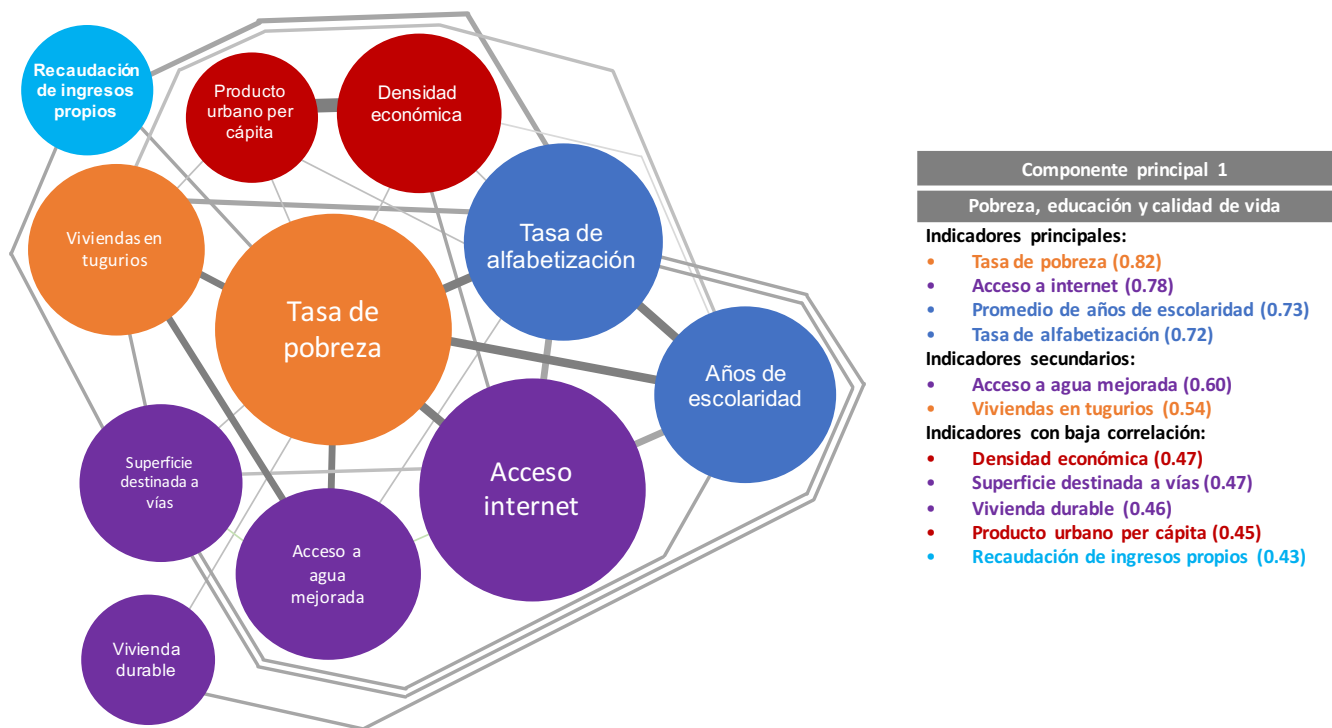 Recaudación
de ingresos
propios
Producto
urbano per
cápita
Densidad
económica
Viviendas en
tugurios
Tasa de
alfabetización
Tasa de
pobreza
Años de
escolaridad
Superficie
destinada a
vías
Acceso
internet
Acceso a
agua
mejorada
Vivienda
durable
Componente principal 1
Pobreza, educación y calidad de vida
Indicadores principales:
• Tasa de pobreza (0.82)
• Acceso a internet (0.78)
• Promedio de años de escolaridad (0.73)
• Tasa de alfabetización (0.72)
Indicadores secundarios:
• Acceso a agua mejorada (0.60)
• Viviendas en tugurios (0.54)
Indicadores con baja correlación:
• Densidad económica (0.47)
• Superficie destinada a vías (0.47)
• Vivienda durable (0.46)
• Producto urbano per cápita (0.45)
• Recaudación de ingresos propios (0.43)